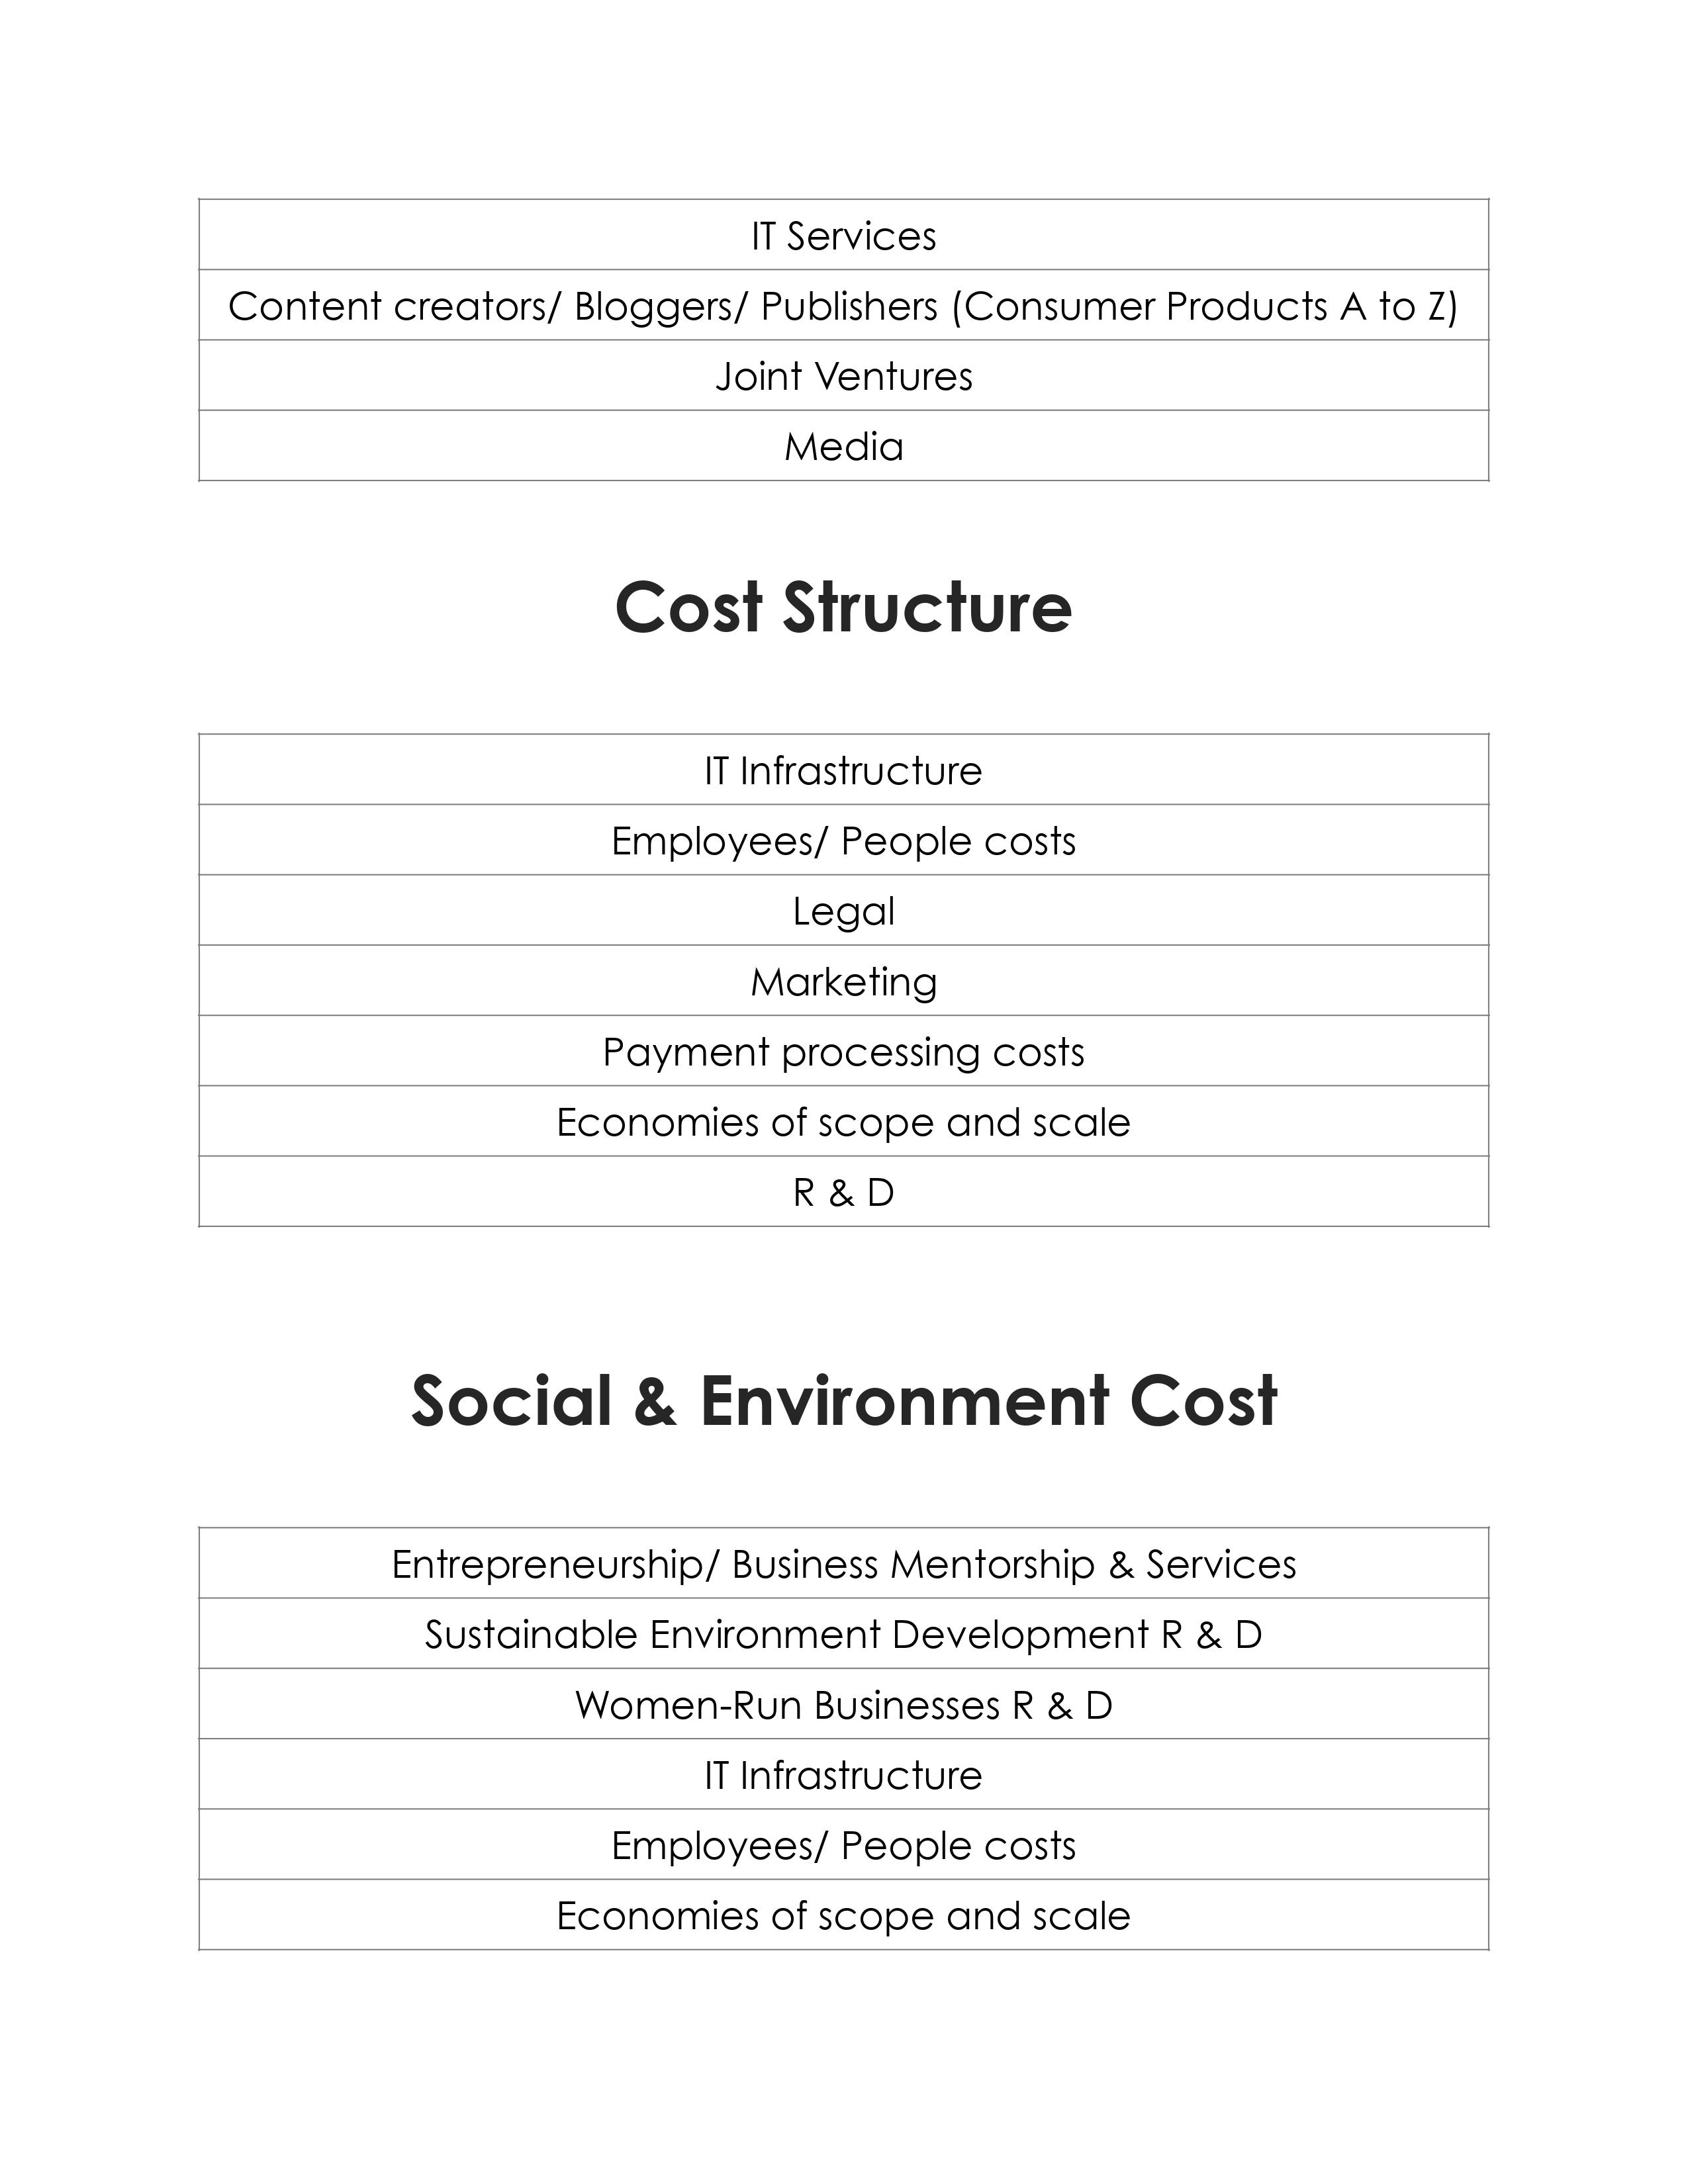 IT Services
Content creators/ Bloggers/ Publishers (Consumer Products A to Z)
Joint Ventures
Media
Cost Structure
IT Infrastructure
Employees/ People costs
Legal
Marketing
Payment processing costs
Economies of scope and scale
R & D
Social & Environment Cost
Entrepreneurship/ Business Mentorship & Services
Sustainable Environment Development R & D
Women-Run Businesses R & D
IT Infrastructure
Employees/ People costs
Economies of scope and scale